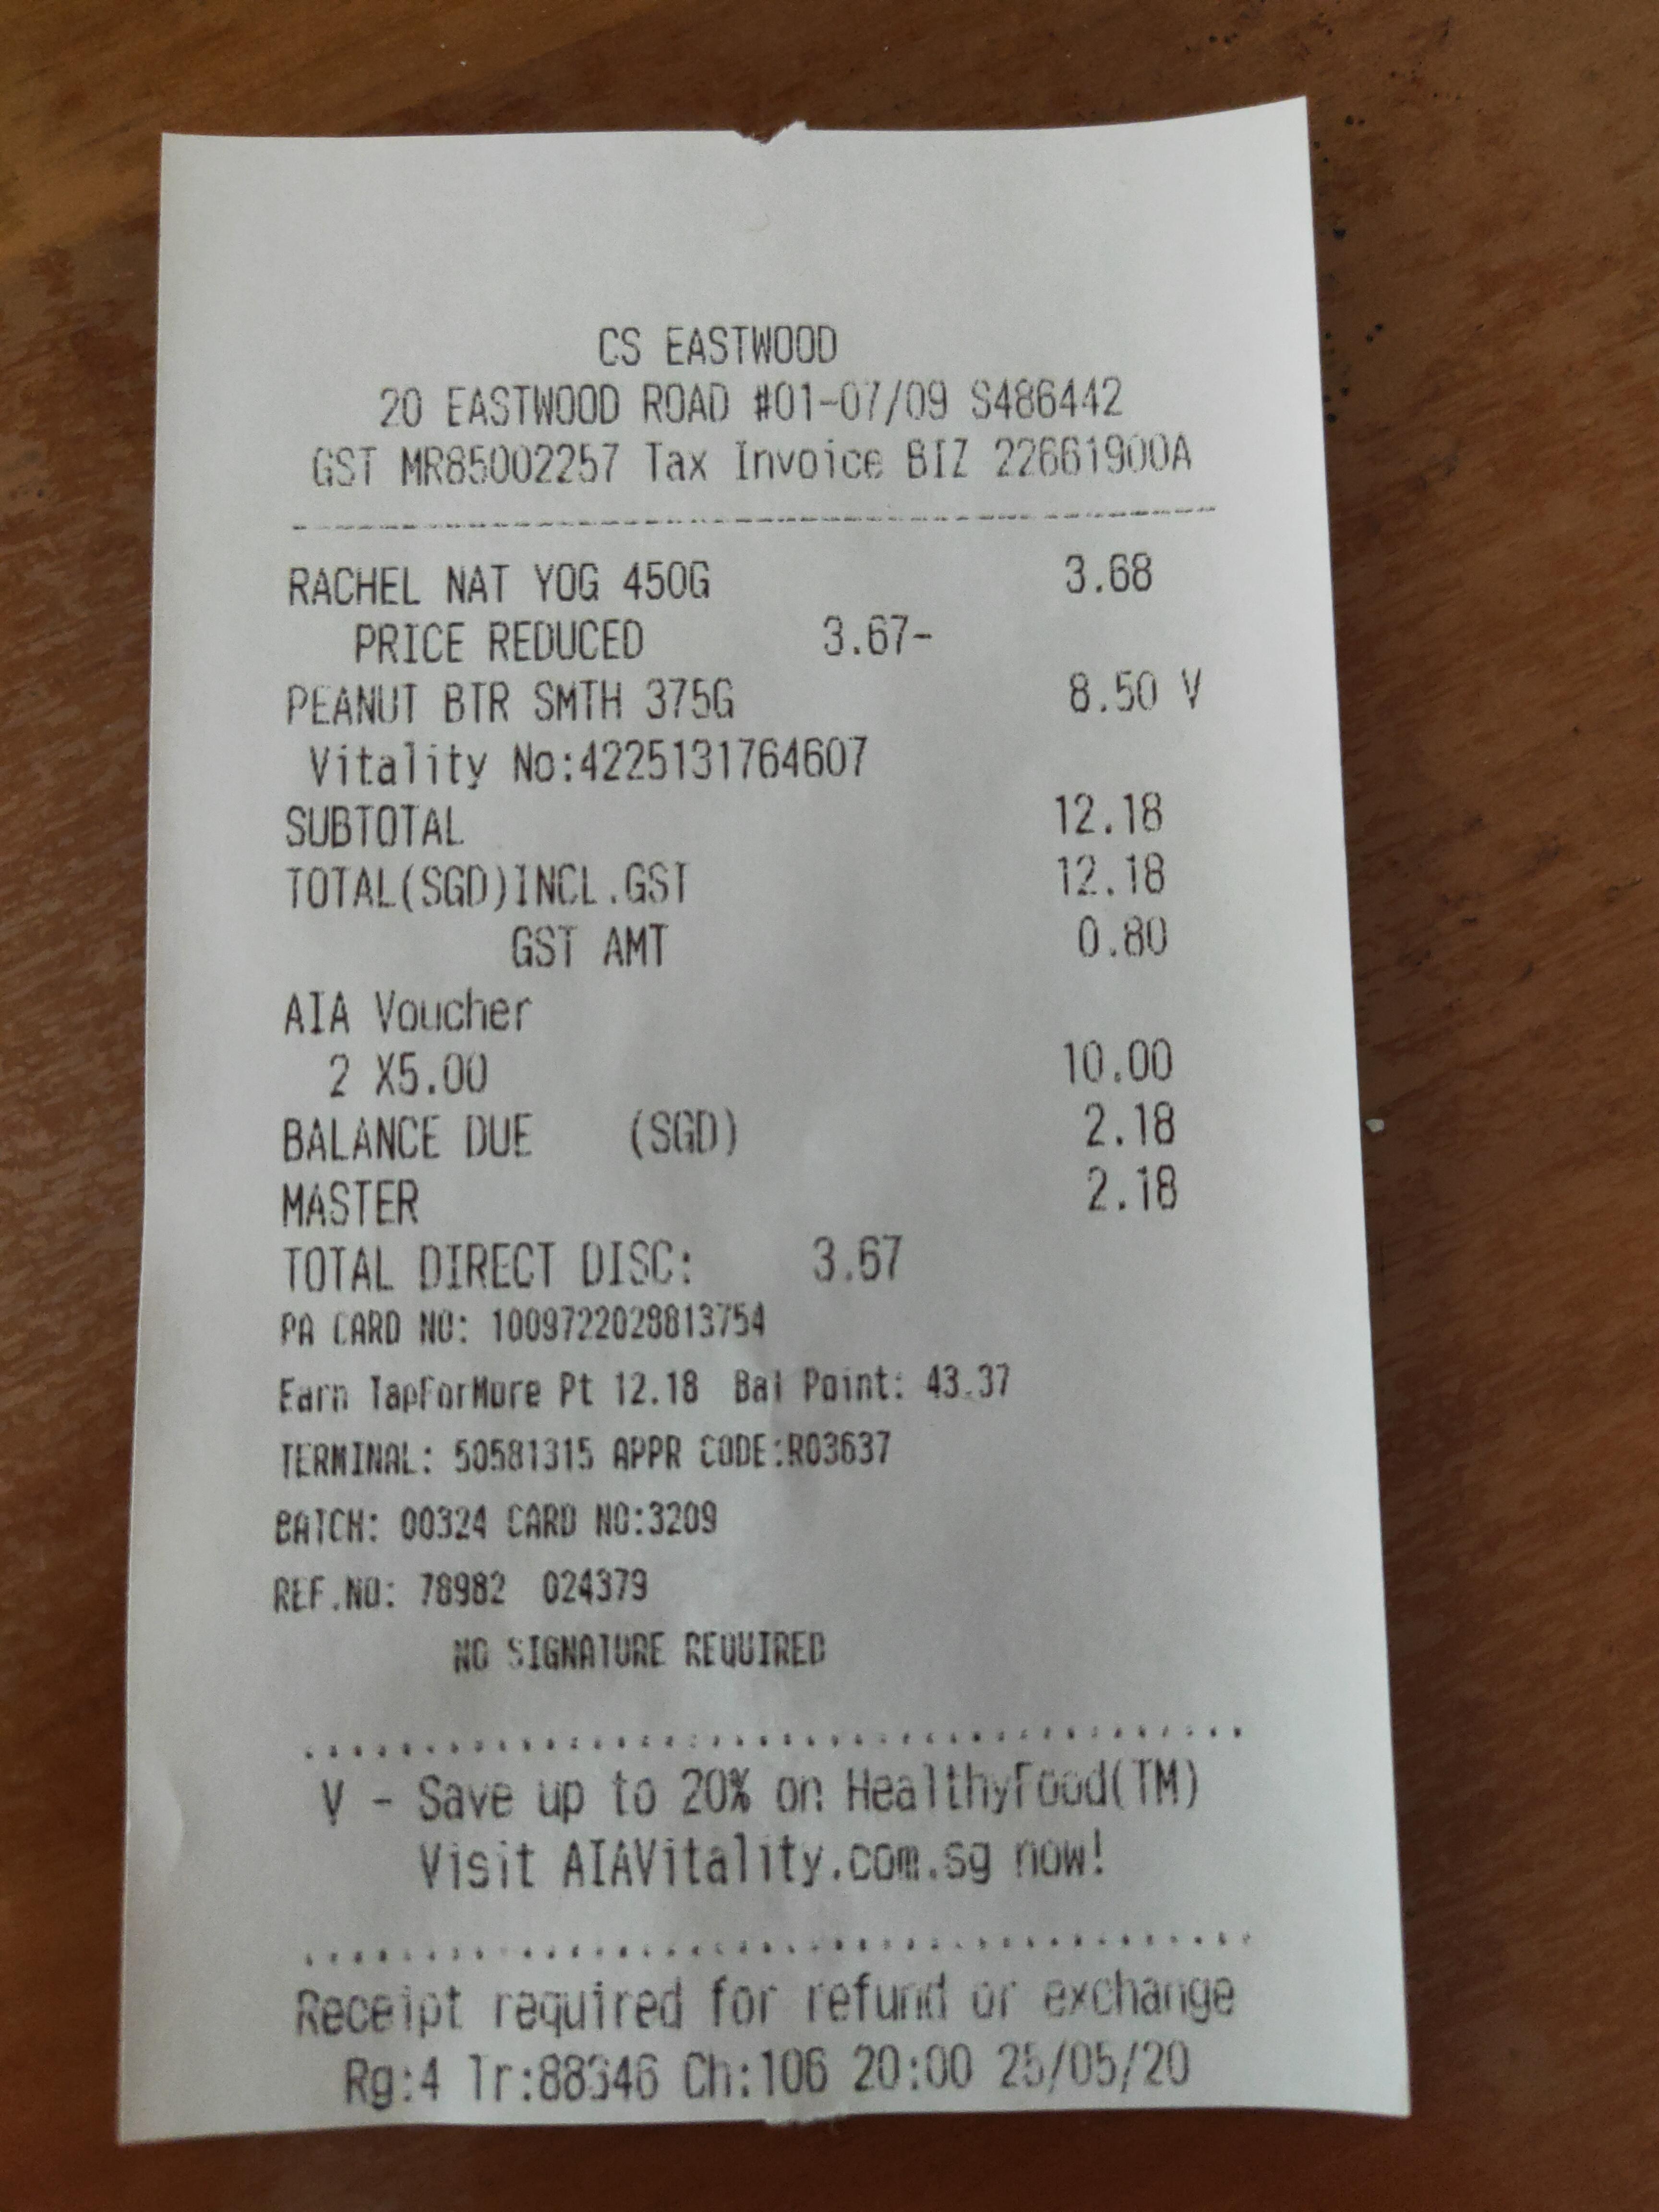 CS EASTWOOD
20 EASTWOOD ROAD #01-07/09 S486442
GST MR85002257 Tax Invoice BIZ 22661900A
RACHEL NAT YOG 450G 3.68
PRICE REDUCED 3.67-
PEANUT BTR SMTH 375G 8.50 V
Vitality No:4225131764607
SUBTOTAL 12.18
TOTAL(SGD)INCL.GST 12.18
GST AMT 0.80
AIA Voucher
2 X5.00 10.00
BALANCE DUE (SGD) 2.18
MASTER 2.18
TOTAL DIRECT DISC: 3.67
PA CARD NO: 1009722028813754
Earn TapForMore Pt 12.18 Bal Point: 43.37
TERMINAL: 50581315 APPR CODE:R03637
BATCH: 00324 CARD NO:3209
REF.NO: 78982 024379
NO SIGNATURE REQUIRED
V - Save up to 20% on HealthyFood(TM)
Visit AIAVitality.com.sg now!
Receipt required for refund or exchange
Rg:4 Tr:88346 Ch:106 20:00 25/05/20